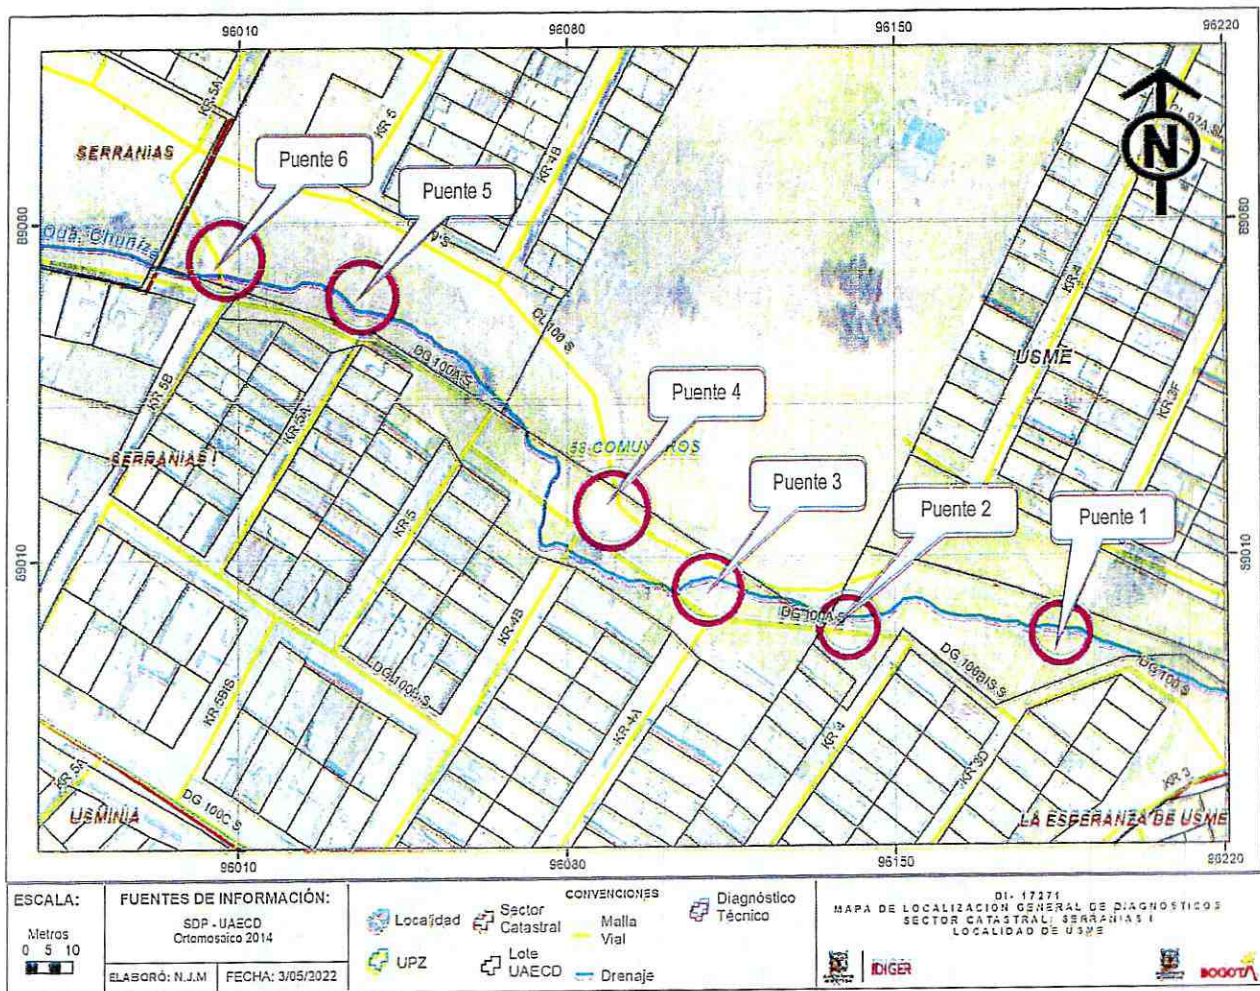 96010
96080
96150
96220
KR 5A
KR 5
KR 4B
SERRANIAS
Puente 6
Puente 5
N
89080
89080
Qda. Chuniza
KR 4
CL 100 S
USME
DG 100A S
KR 3F
Puente 4
KR 5B
KR 5A
SERRANIAS I
58 COMUNEROS
Puente 3
Puente 2
Puente 1
KR 5
89010
89010
DG 100A S
KR 4B
DG 100BIS S
DG 100 S
DG 100B S
KR 5BIS
KR 4A
KR 4
KR 3D
KR 5A
KR 3
DG 100C S
USMINIA
LA ESPERANZA DE USME
96010
96080
96150
96220
ESCALA:
Metros
0 5 10
FUENTES DE INFORMACIÓN:
SDP - UAECD
Ortomosaico 2014
ELABORÓ: N.J.M
FECHA: 3/05/2022
CONVENCIONES
Localidad
Sector Catastral
Malla Vial
Diagnóstico Técnico
UPZ
Lote UAECD
Drenaje
DI- 17271
MAPA DE LOCALIZACIÓN GENERAL DE DIAGNOSTICOS
SECTOR CATASTRAL: SERRANIAS I
LOCALIDAD DE USME
IDIGER
BOGOTÁ